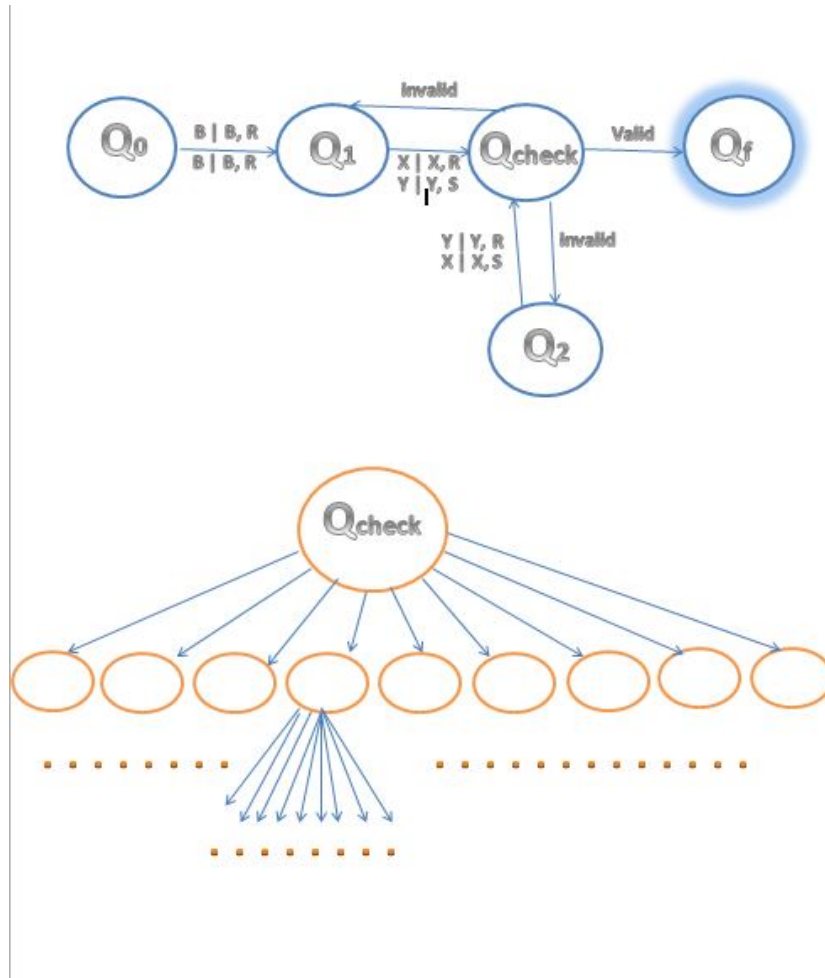 Invalid
Q0
B | B, R
B | B, R
Q1
X | X, R
Y | Y, S
Qcheck
Valid
Qf
Y | Y, R
X | X, S
Invalid
Q2
Qcheck